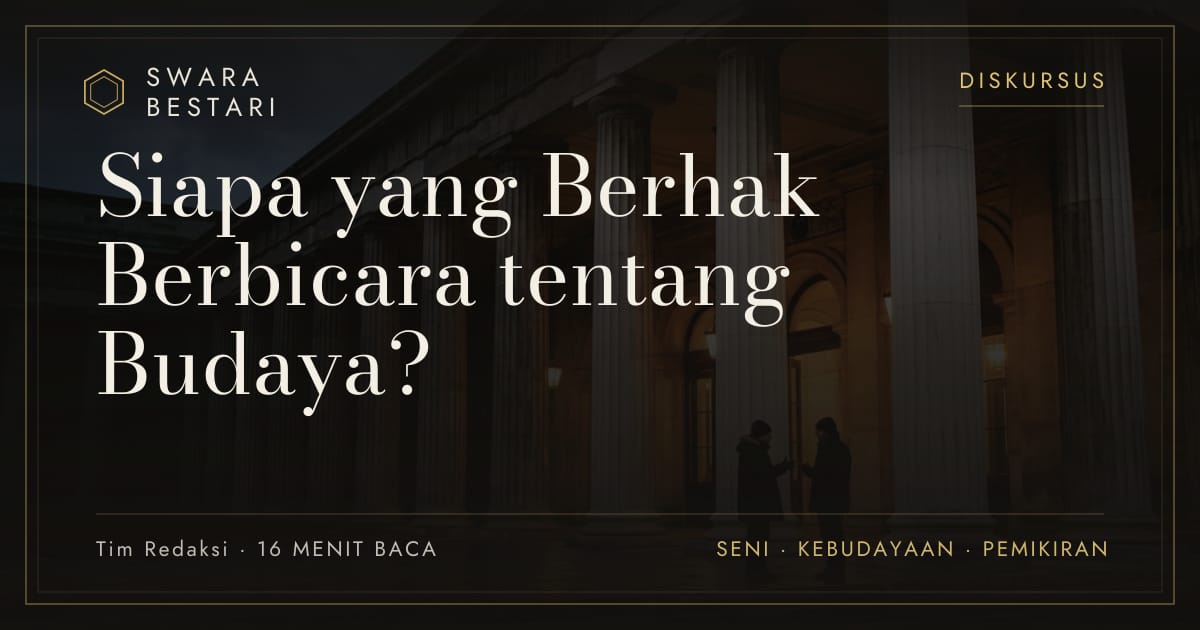 SWARA
BESTARI
DISKURSUS
Siapa yang Berhak
Berbicara tentang
Budaya?
Tim Redaksi · 16 MENIT BACA
SENI · KEBUDAYAAN · PEMIKIRAN